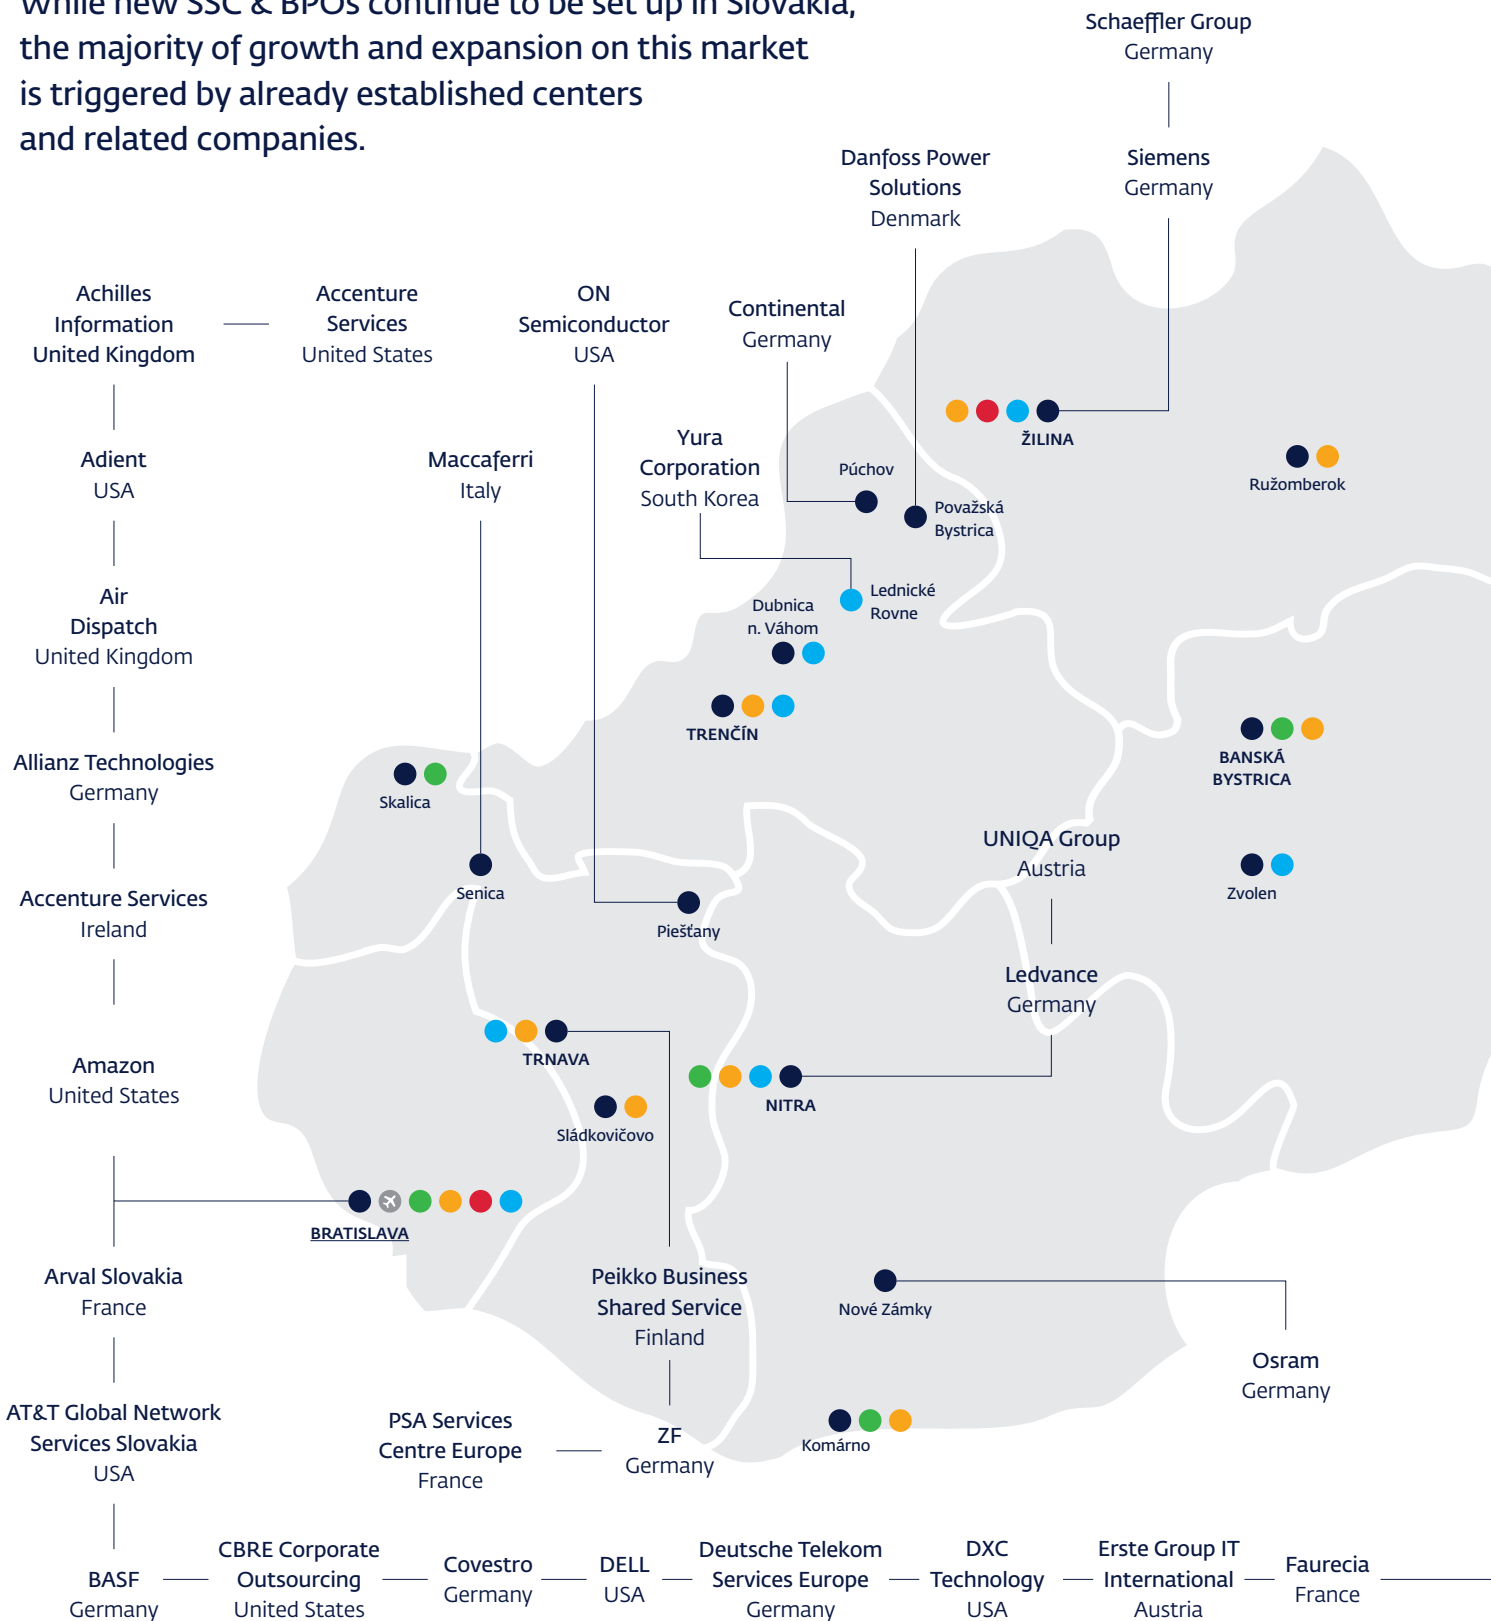 While new SSC & BPOs continue to be set up in Slovakia,
the majority of growth and expansion on this market
is triggered by already established centers
and related companies.
Schaeffler Group
Germany
Siemens
Germany
Danfoss Power
Solutions
Denmark
Continental
Germany
ON
Semiconductor
USA
Accenture
Services
United States
Achilles
Information
United Kingdom
Adient
USA
Air
Dispatch
United Kingdom
Allianz Technologies
Germany
Accenture Services
Ireland
Amazon
United States
Maccaferri
Italy
Yura
Corporation
South Korea
ŽILINA
Ružomberok
Púchov
Považská
Bystrica
Lednické
Rovne
Dubnica
n. Váhom
TRENČÍN
BANSKÁ
BYSTRICA
Skalica
Senica
Piešťany
UNIQA Group
Austria
Zvolen
Ledvance
Germany
TRNAVA
NITRA
Sládkovičovo
BRATISLAVA
Arval Slovakia
France
AT&T Global Network
Services Slovakia
USA
Peikko Business
Shared Service
Finland
Nové Zámky
Osram
Germany
Komárno
PSA Services
Centre Europe
France
ZF
Germany
BASF
Germany
CBRE Corporate
Outsourcing
United States
Covestro
Germany
DELL
USA
Deutsche Telekom
Services Europe
Germany
DXC
Technology
USA
Erste Group IT
International
Austria
Faurecia
France